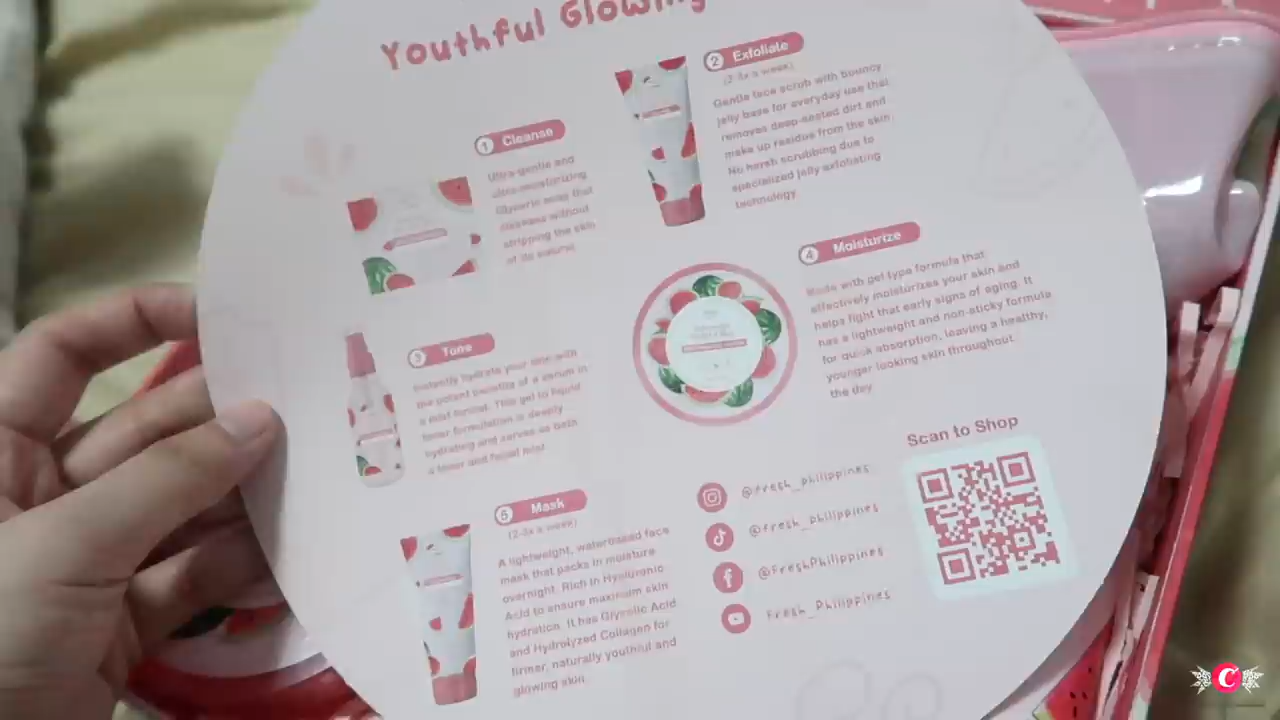 Youthful Glowing
1 Cleanse
Ultra-gentle and
ultra-moisturizing
Glycerin soap that
cleanses without
stripping the skin
of its natural
2 Exfoliate
(2-3x a week)
Gentle face scrub with bouncy
jelly base for everyday use that
removes deep-seated dirt and
make up residue from the skin.
No harsh scrubbing due to
specialized jelly exfoliating
technology.
3 Tone
Instantly hydrate your skin with
the potent benefits of a serum in
a mist format. This gel to liquid
toner formulation is deeply
hydrating and serves as both
a toner and facial mist.
4 Moisturize
Made with gel type formula that
effectively moisturizes your skin and
helps fight that early signs of aging. It
has a lightweight and non-sticky formula
for quick absorption, leaving a healthy,
younger looking skin throughout
the day.
5 Mask
(2-3x a week)
A lightweight, waterbased face
mask that packs in moisture
overnight. Rich in Hyaluronic
Acid to ensure maximum skin
hydration. It has Glycolic Acid
and Hydrolyzed Collagen for
firmer, naturally youthful and
glowing skin.
Scan to Shop
@fresh_philippines
@fresh_philippines
@FreshPhilippines
Fresh_Philippines
C